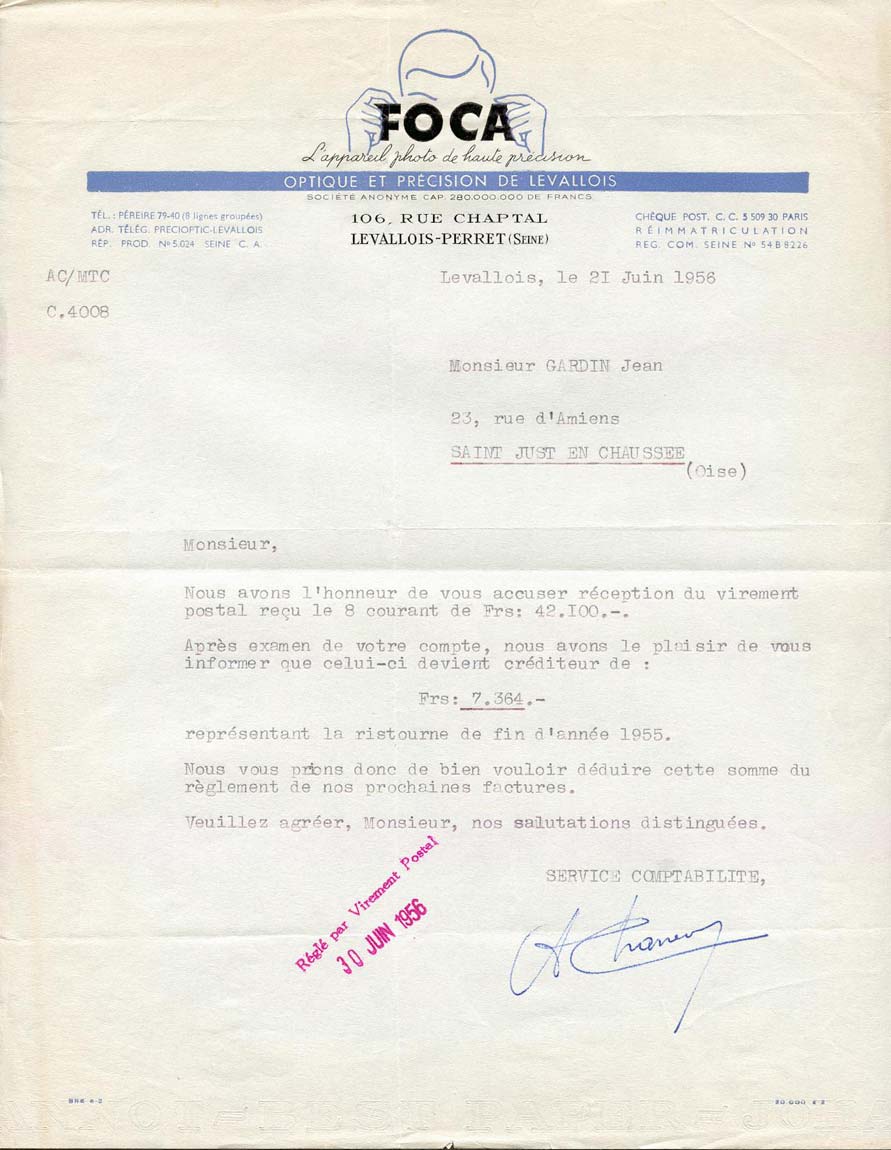 FOCA
L'appareil photo de haute précision
OPTIQUE ET PRÉCISION DE LEVALLOIS
SOCIÉTÉ ANONYME CAP. 280.000.000 DE FRANCS
TÉL. : PÉREIRE 79-40 (8 lignes groupées)
ADR. TÉLÉG. PRECIOPTIC-LEVALLOIS
RÉP. PROD. Nº 5.024 SEINE C. A.
106, RUE CHAPTAL
LEVALLOIS-PERRET (SEINE)
CHÈQUE POST. C. C. 5 509 30 PARIS
RÉIMMATRICULATION
REG. COM. SEINE Nº 54 B 8226
AC/MTC
Levallois, le 2I Juin 1956
C.4008
Monsieur GARDIN Jean
23, rue d'Amiens
SAINT JUST EN CHAUSSEE
(Oise)
Monsieur,
Nous avons l'honneur de vous accuser réception du virement
postal reçu le 8 courant de Frs: 42.I00.-.
Après examen de votre compte, nous avons le plaisir de vous
informer que celui-ci devient créditeur de :
Frs: 7.364.-
représentant la ristourne de fin d'année 1955.
Nous vous prions donc de bien vouloir déduire cette somme du
règlement de nos prochaines factures.
Veuillez agréer, Monsieur, nos salutations distinguées.
SERVICE COMPTABILITE,
Réglé par Virement Postal
30 JUIN 1956